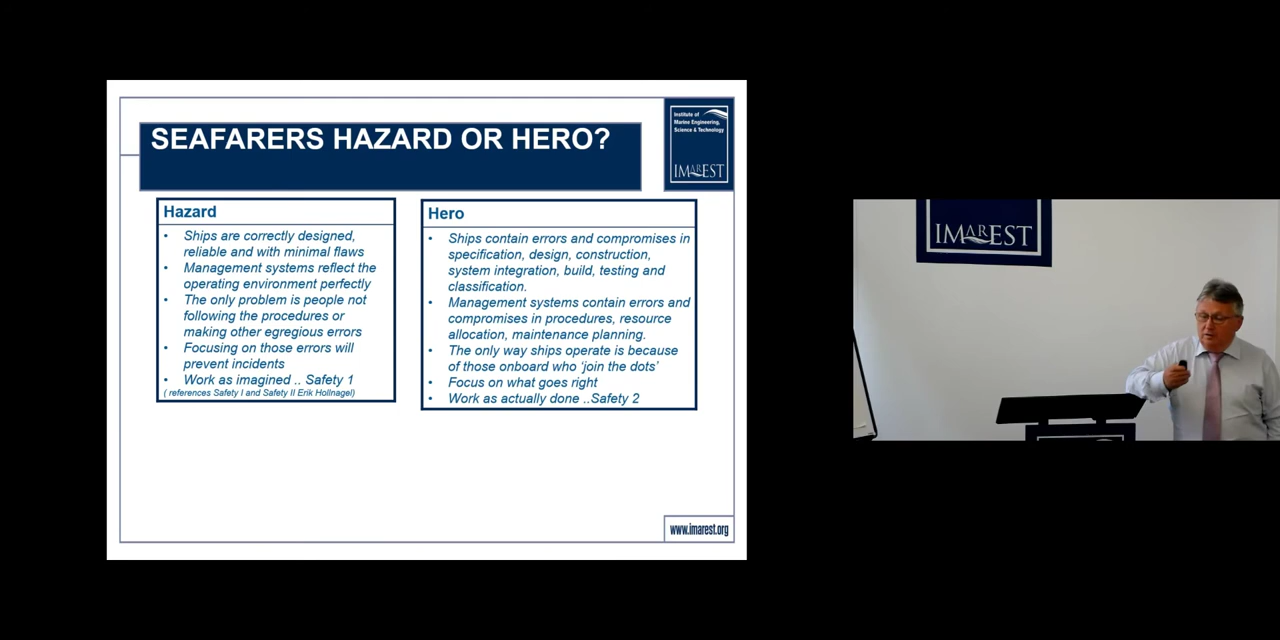 SEAFARERS HAZARD OR HERO?
Institute of
Marine Engineering,
Science & Technology
IMarEST
Hazard
• Ships are correctly designed,
reliable and with minimal flaws
• Management systems reflect the
operating environment perfectly
• The only problem is people not
following the procedures or
making other egregious errors
• Focusing on those errors will
prevent incidents
• Work as imagined .. Safety 1
( references Safety I and Safety II Erik Hollnagel)
Hero
• Ships contain errors and compromises in
specification, design, construction,
system integration, build, testing and
classification.
• Management systems contain errors and
compromises in procedures, resource
allocation, maintenance planning.
• The only way ships operate is because
of those onboard who ‘join the dots’
• Focus on what goes right
• Work as actually done ..Safety 2
www.imarest.org
IMarEST